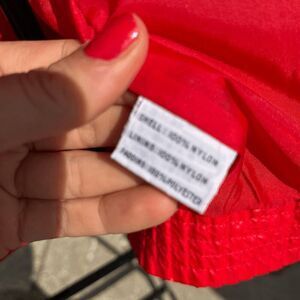 SHELL: 100% NYLON
LINING: 100% NYLON
PADDING: 100% POLYESTER